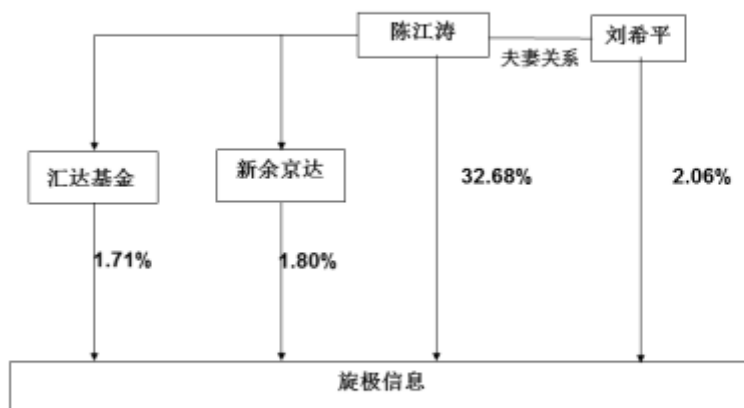 陈江涛
刘希平
夫妻关系
汇达基金
新余京达
32.68%
2.06%
1.71%
1.80%
旋极信息